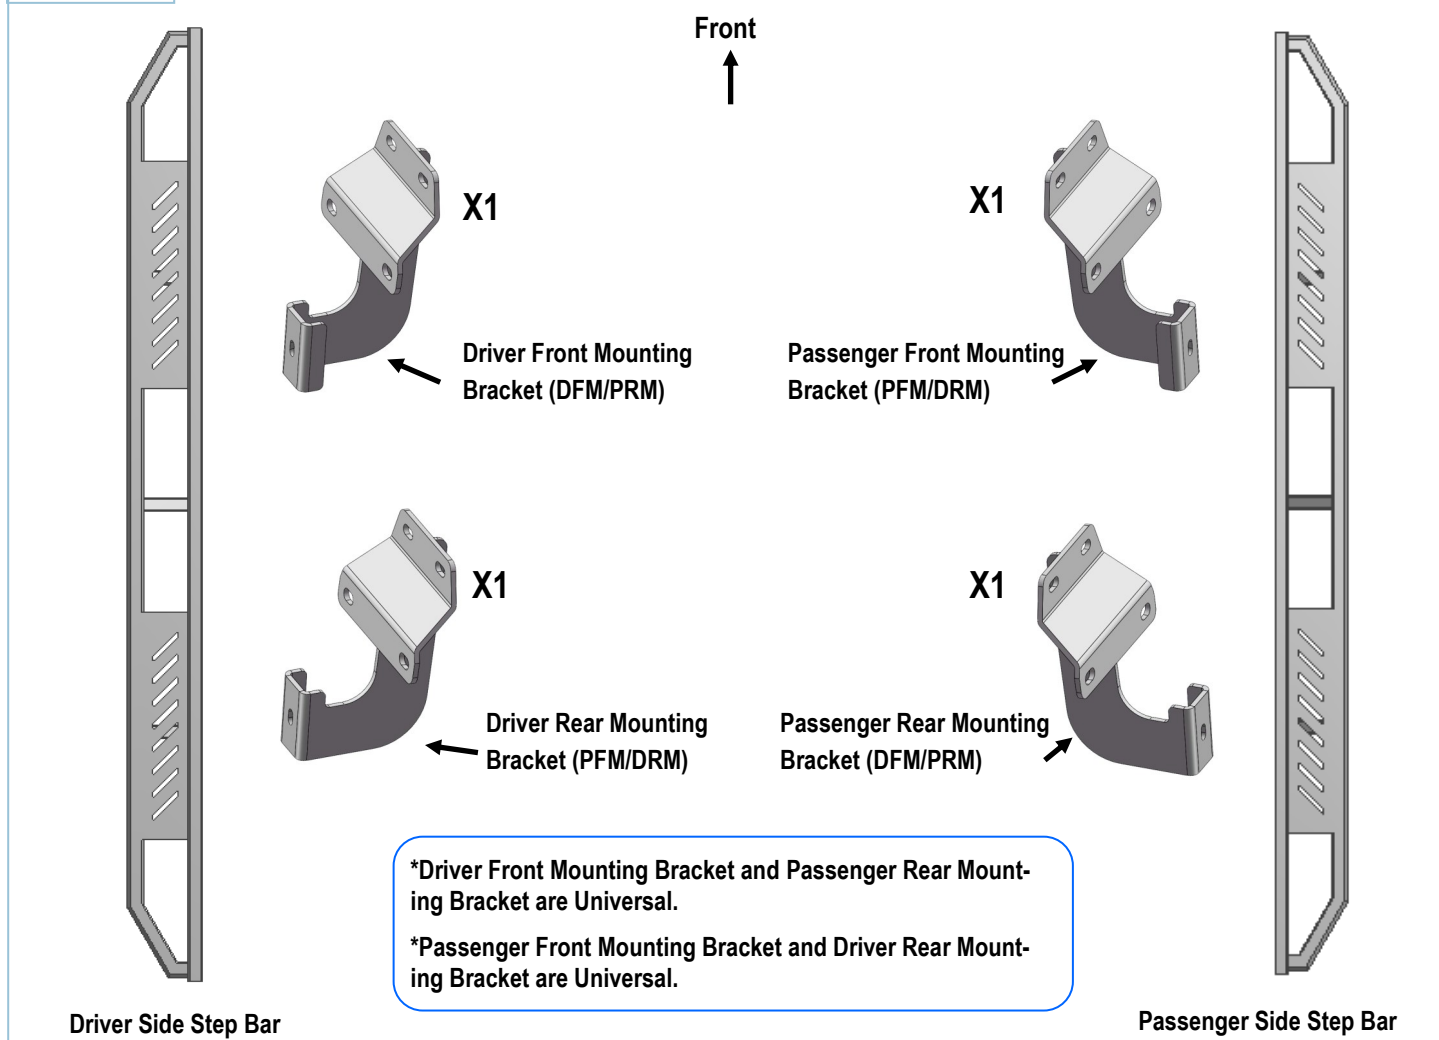 Front
X1
X1
Driver Front Mounting
Bracket (DFM/PRM)
Passenger Front Mounting
Bracket (PFM/DRM)
X1
X1
Driver Rear Mounting
Bracket (PFM/DRM)
Passenger Rear Mounting
Bracket (DFM/PRM)
*Driver Front Mounting Bracket and Passenger Rear Mount-
ing Bracket are Universal.
*Passenger Front Mounting Bracket and Driver Rear Mount-
ing Bracket are Universal.
Driver Side Step Bar
Passenger Side Step Bar